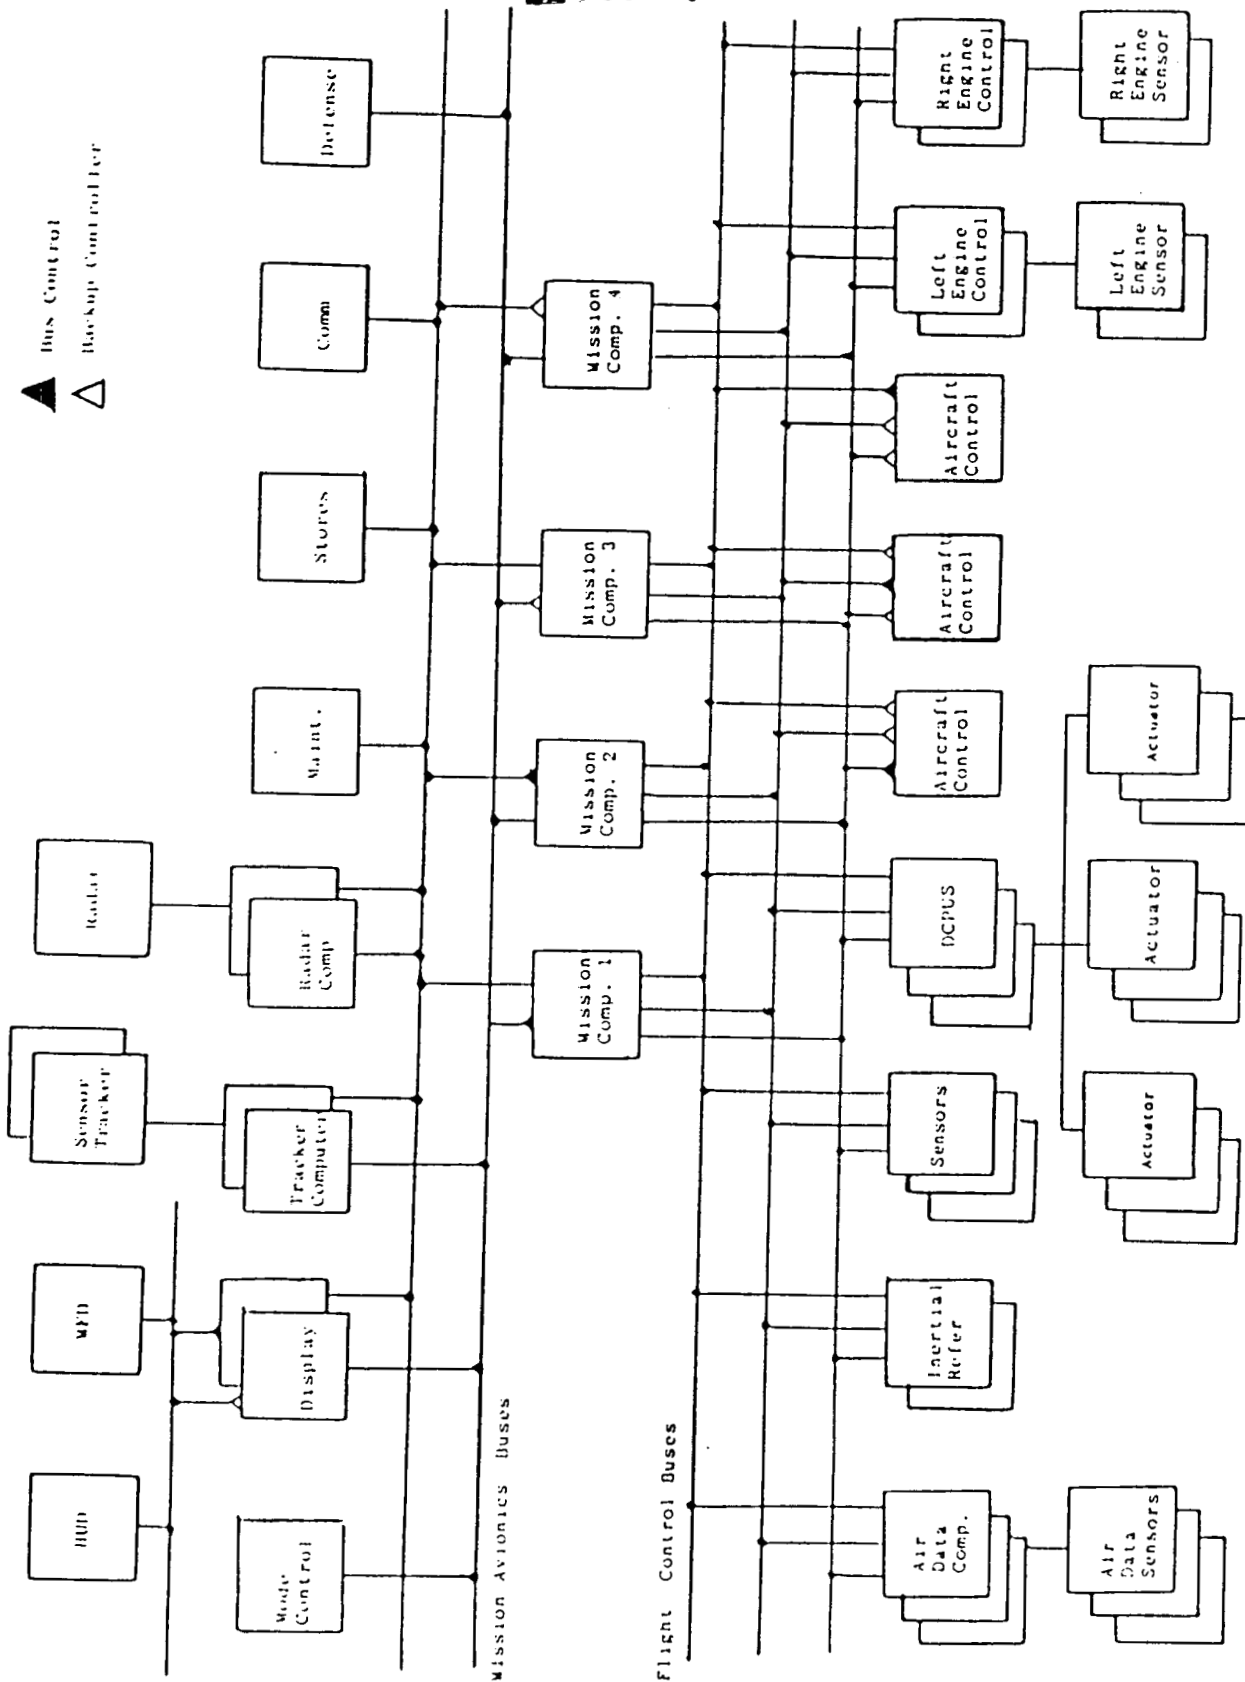 Bus Control
Backup Controller
HUD
MFD
Sensor
Tracker
Radar
Mode
Control
Display
Tracker
Computer
Radar
Comp
Maint.
Stores
Comm
Defense
Mission Avionics Buses
Mission
Comp. 1
Mission
Comp. 2
Mission
Comp. 3
Mission
Comp. 4
Flight Control Buses
Air
Data
Comp.
Inertial
Refer
Sensors
DCPUS
Aircraft
Control
Aircraft
Control
Aircraft
Control
Left
Engine
Control
Right
Engine
Control
Air
Data
Sensors
Actuator
Actuator
Actuator
Left
Engine
Sensor
Right
Engine
Sensor